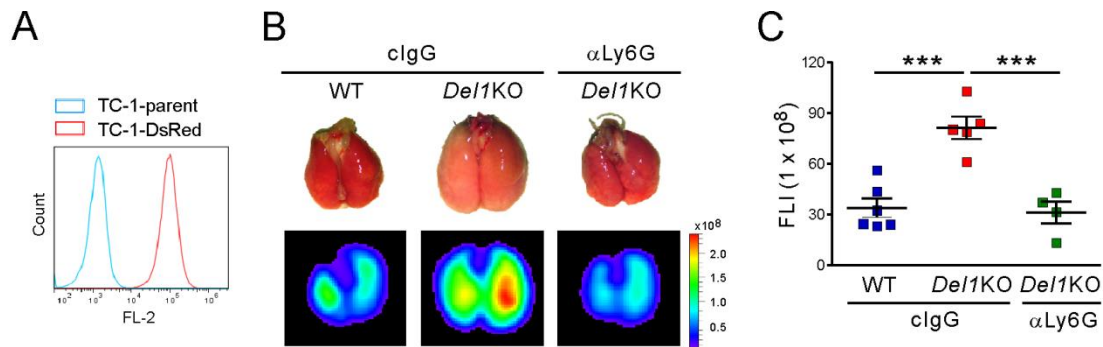 A
TC-1-parent
TC-1-DsRed
Count
10² 10³ 10⁴ 10⁵ 10⁶
FL-2
B
cIgG αLy6G
WT Del1KO Del1KO
x10⁸
2.0
1.5
1.0
0.5
C
*** ***
FLI (1 x 10⁸)
120
90
60
30
0
WT Del1KO Del1KO
cIgG αLy6G